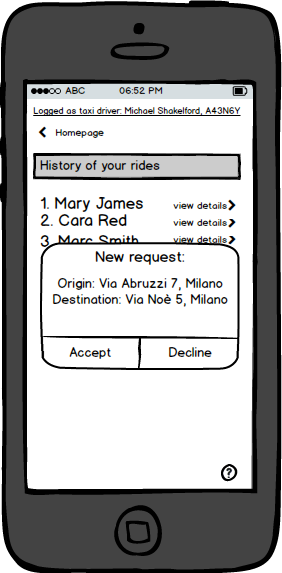 ABC 06:52 PM
Logged as taxi driver: Michael Shakelford, A43N6Y
Homepage
History of your rides
1. Mary James view details
2. Cara Red view details
3. Marc Smith view details
New request:
Origin: Via Abruzzi 7, Milano
Destination: Via Noè 5, Milano
Accept Decline
?